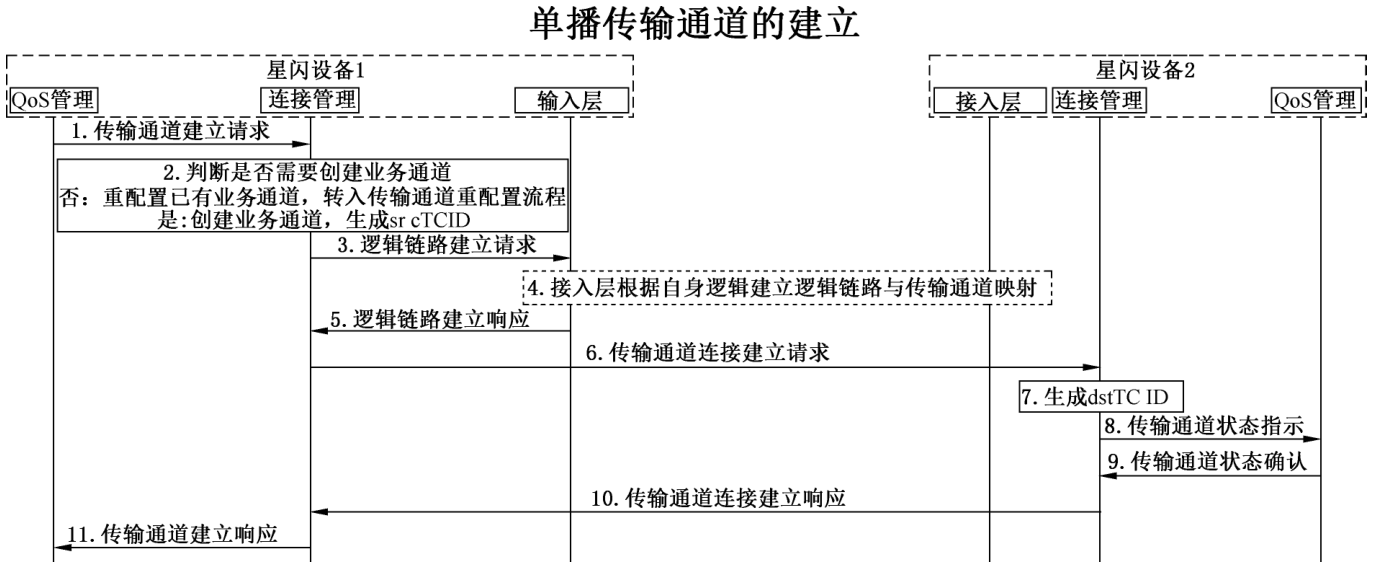 单播传输通道的建立
星闪设备1
星闪设备2
QoS管理
连接管理
输入层
接入层
连接管理
QoS管理
1.传输通道建立请求
2.判断是否需要创建业务通道
否：重配置已有业务通道，转入传输通道重配置流程
是:创建业务通道，生成sr cTCID
3.逻辑链路建立请求
4.接入层根据自身逻辑建立逻辑链路与传输通道映射
5.逻辑链路建立响应
6.传输通道连接建立请求
7.生成dstTC ID
8.传输通道状态指示
9.传输通道状态确认
10.传输通道连接建立响应
11.传输通道建立响应